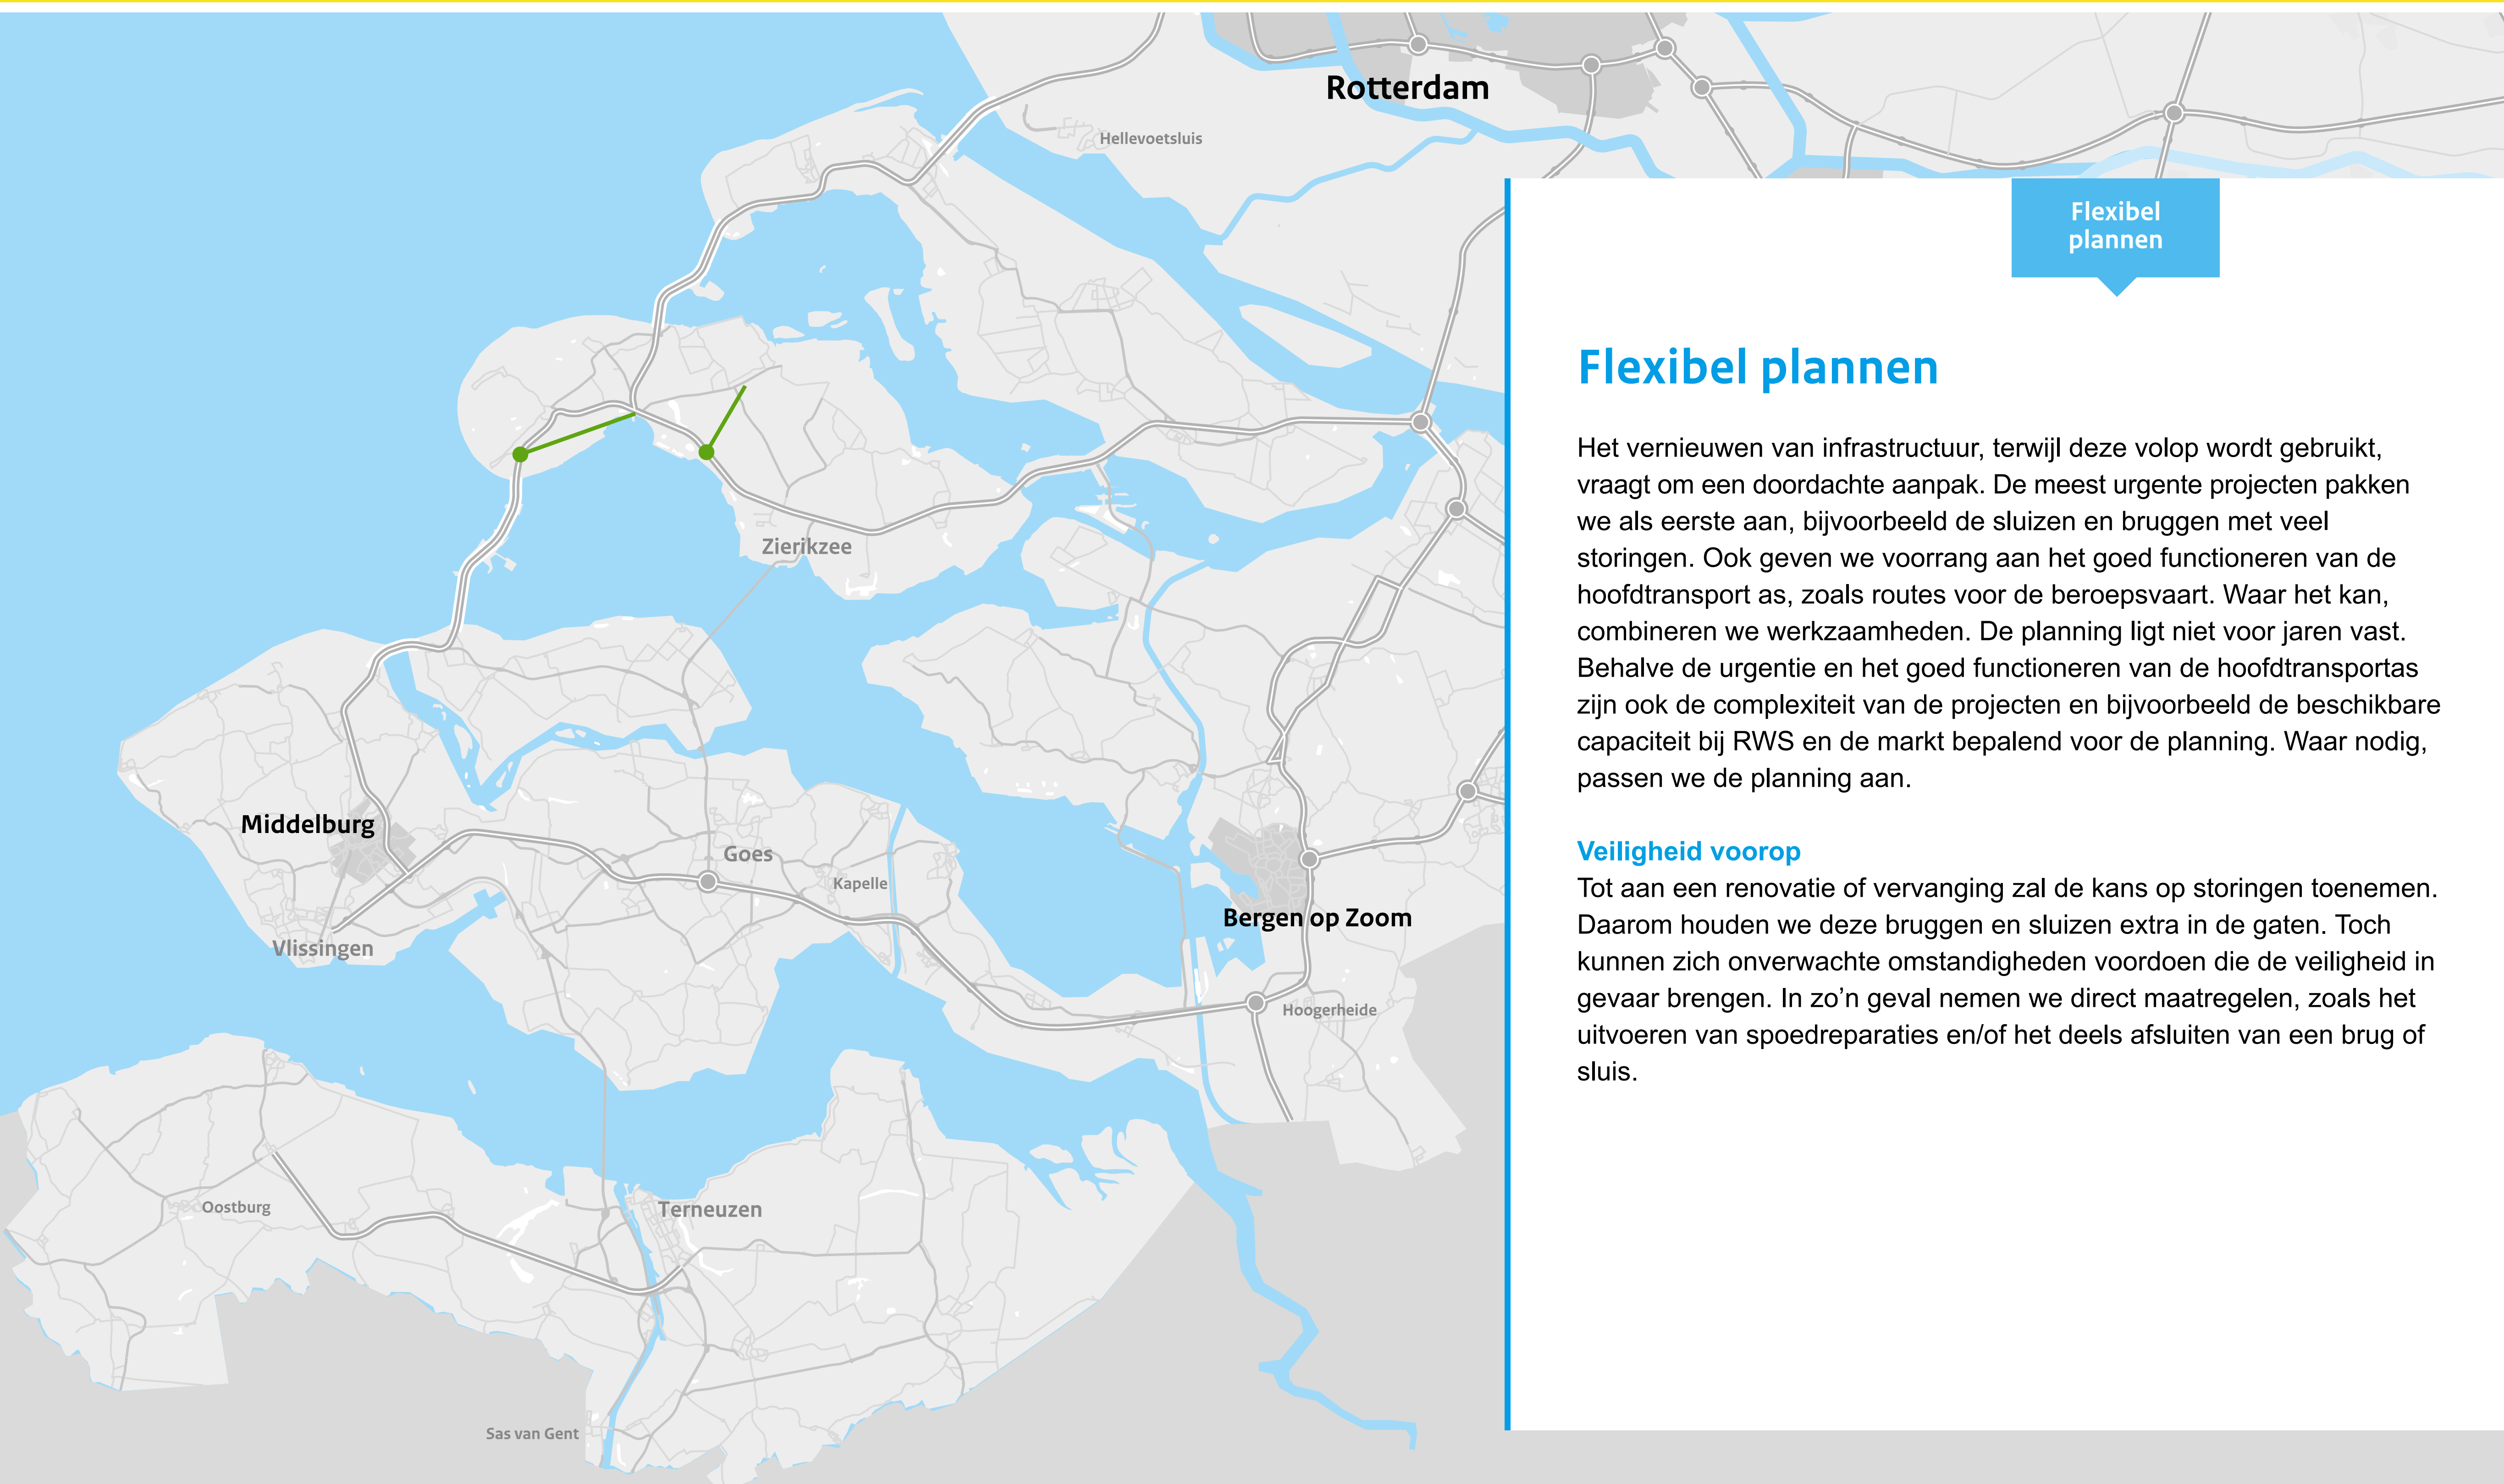 Rotterdam
Hellevoetsluis
Zierikzee
Middelburg
Goes
Kapelle
Bergen op Zoom
Vlissingen
Hoogerheide
Oostburg
Terneuzen
Sas van Gent
Flexibel
plannen
Flexibel plannen
Het vernieuwen van infrastructuur, terwijl deze volop wordt gebruikt,
vraagt om een doordachte aanpak. De meest urgente projecten pakken
we als eerste aan, bijvoorbeeld de sluizen en bruggen met veel
storingen. Ook geven we voorrang aan het goed functioneren van de
hoofdtransport as, zoals routes voor de beroepsvaart. Waar het kan,
combineren we werkzaamheden. De planning ligt niet voor jaren vast.
Behalve de urgentie en het goed functioneren van de hoofdtransportas
zijn ook de complexiteit van de projecten en bijvoorbeeld de beschikbare
capaciteit bij RWS en de markt bepalend voor de planning. Waar nodig,
passen we de planning aan.
Veiligheid voorop
Tot aan een renovatie of vervanging zal de kans op storingen toenemen.
Daarom houden we deze bruggen en sluizen extra in de gaten. Toch
kunnen zich onverwachte omstandigheden voordoen die de veiligheid in
gevaar brengen. In zo’n geval nemen we direct maatregelen, zoals het
uitvoeren van spoedreparaties en/of het deels afsluiten van een brug of
sluis.